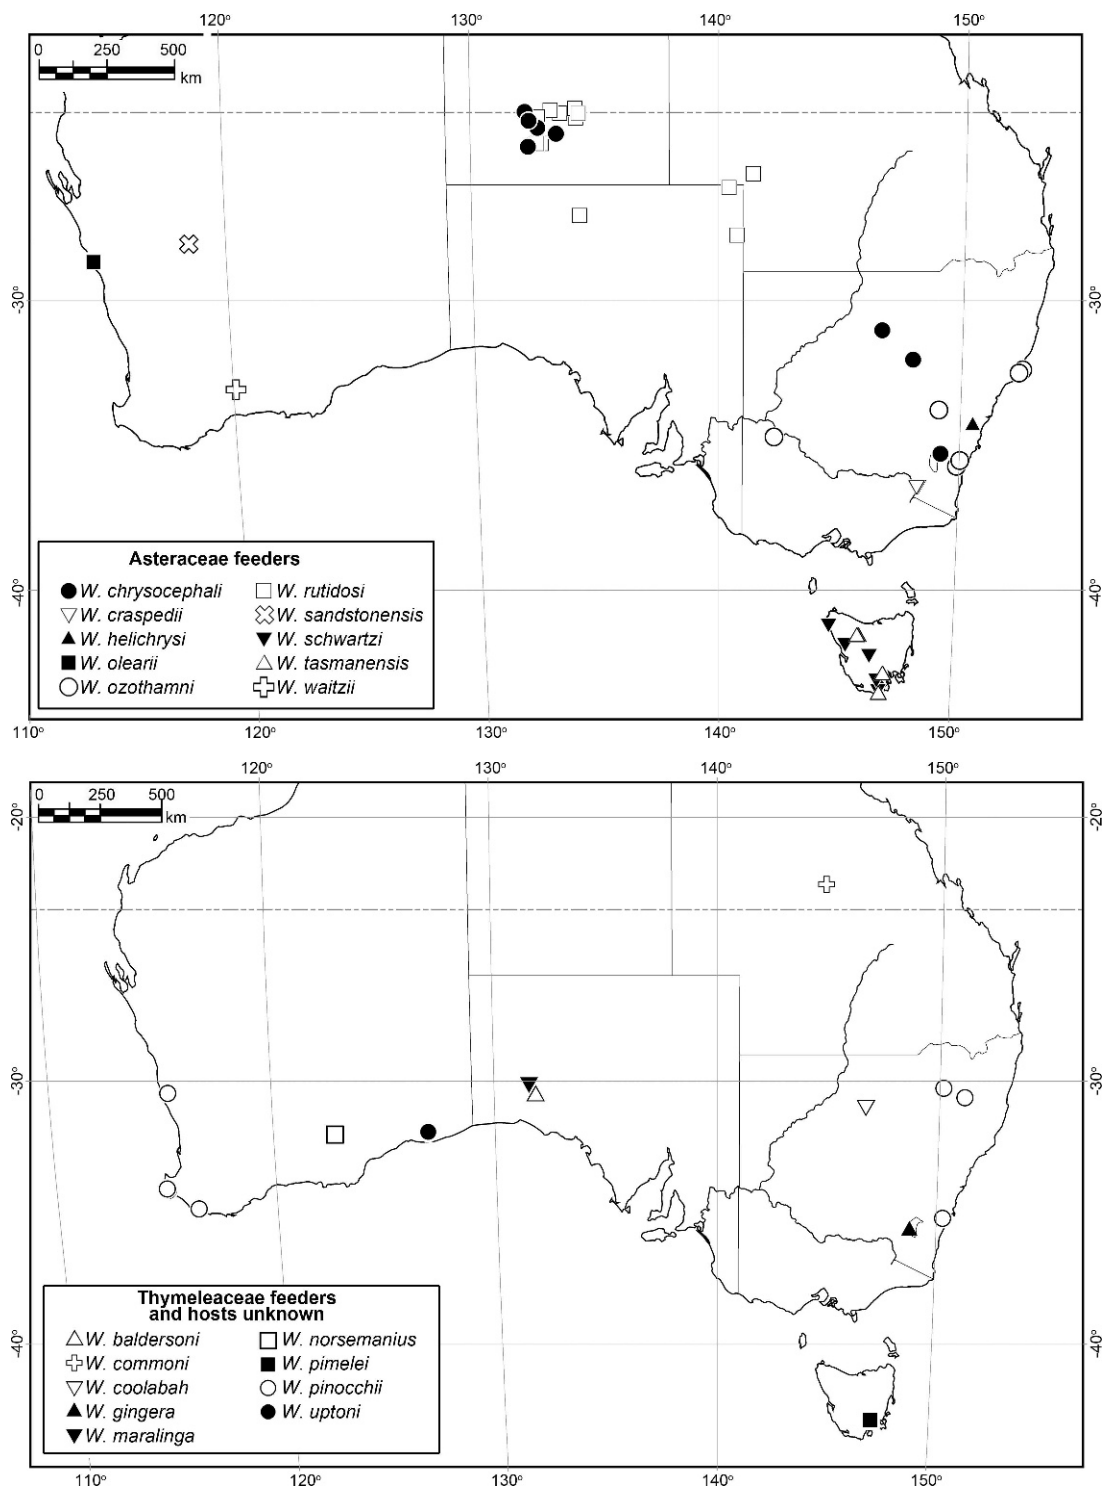 120° 130° 140° 150°
0 250 500
km
-30° -30°
-40° -40°
Asteraceae feeders
W. chrysocephali W. rutidosi
W. craspedii W. sandstonensis
W. helichrysi W. schwartzi
W. olearii W. tasmanensis
W. ozothamni W. waitzii
110° 120° 130° 140° 150°
120° 130° 140° 150°
0 250 500
km
-20° -20°
-30° -30°
-40° -40°
Thymeleaceae feeders
and hosts unknown
W. baldersoni W. norsemanius
W. commoni W. pimelei
W. coolabah W. pinocchii
W. gingera W. uptoni
W. maralinga
110° 120° 130° 140° 150°